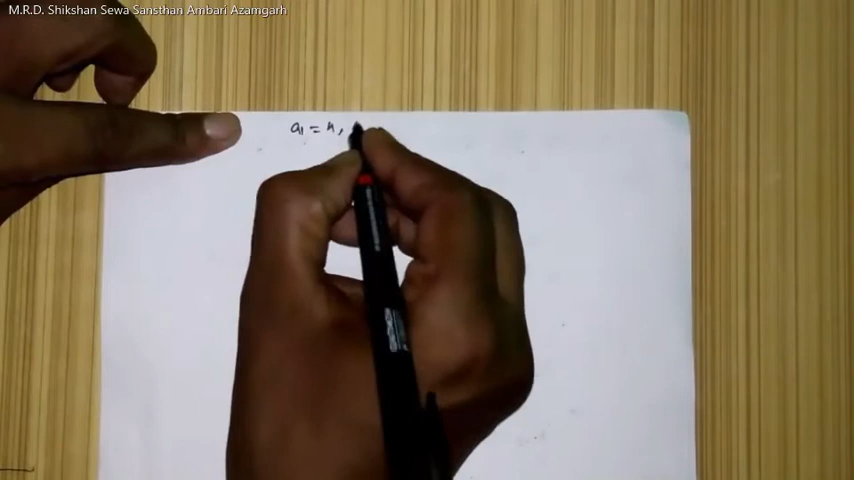 M.R.D. Shikshan Sewa Sansthan Ambari Azamgarh
a₁ = 4,